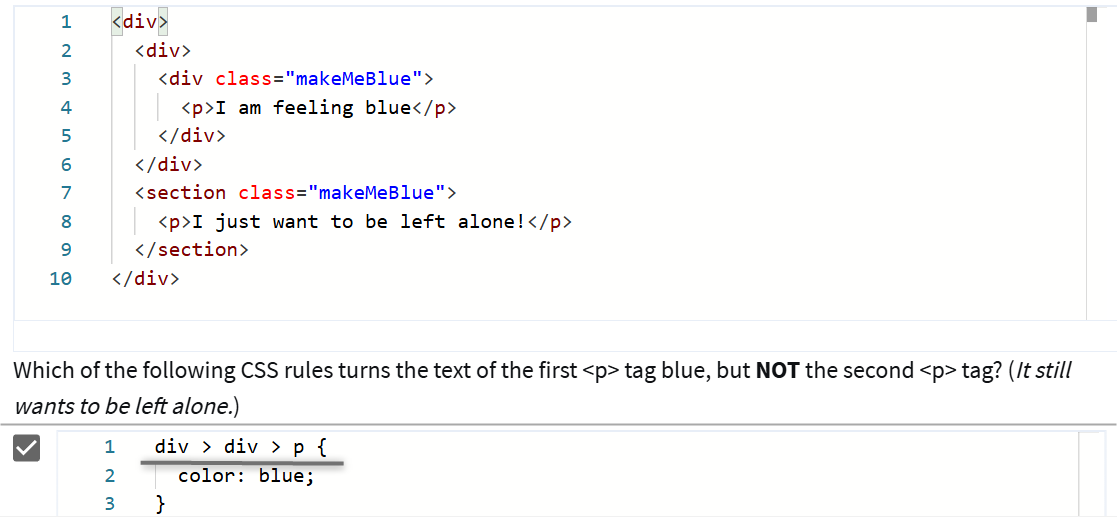 1 <div>
2 <div>
3 <div class="makeMeBlue">
4 <p>I am feeling blue</p>
5 </div>
6 </div>
7 <section class="makeMeBlue">
8 <p>I just want to be left alone!</p>
9 </section>
10 </div>
Which of the following CSS rules turns the text of the first <p> tag blue, but NOT the second <p> tag? (It still
wants to be left alone.)
1 div > div > p {
2 color: blue;
3 }